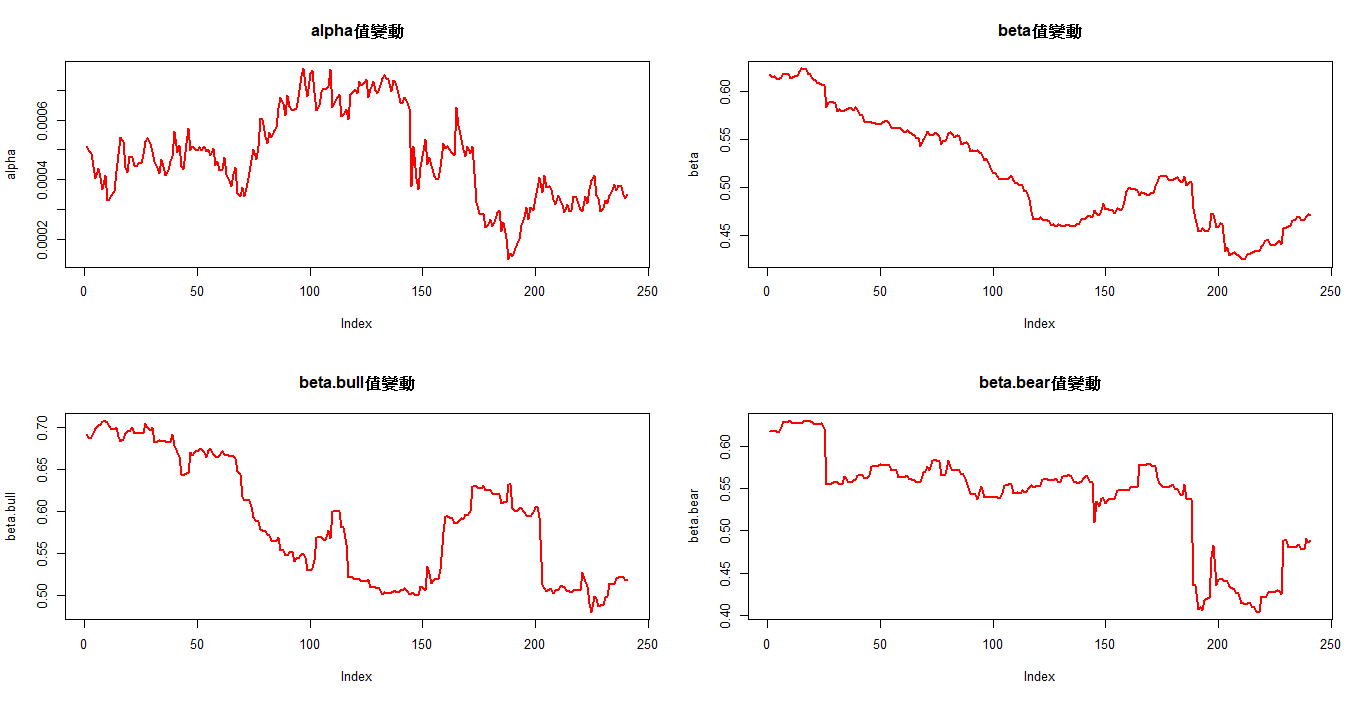 alpha值變動
alpha
0.0002 0.0004 0.0006
0 50 100 150 200 250
Index
beta值變動
beta
0.45 0.50 0.55 0.60
0 50 100 150 200 250
Index
beta.bull值變動
beta.bull
0.50 0.55 0.60 0.65 0.70
0 50 100 150 200 250
Index
beta.bear值變動
beta.bear
0.40 0.45 0.50 0.55 0.60
0 50 100 150 200 250
Index